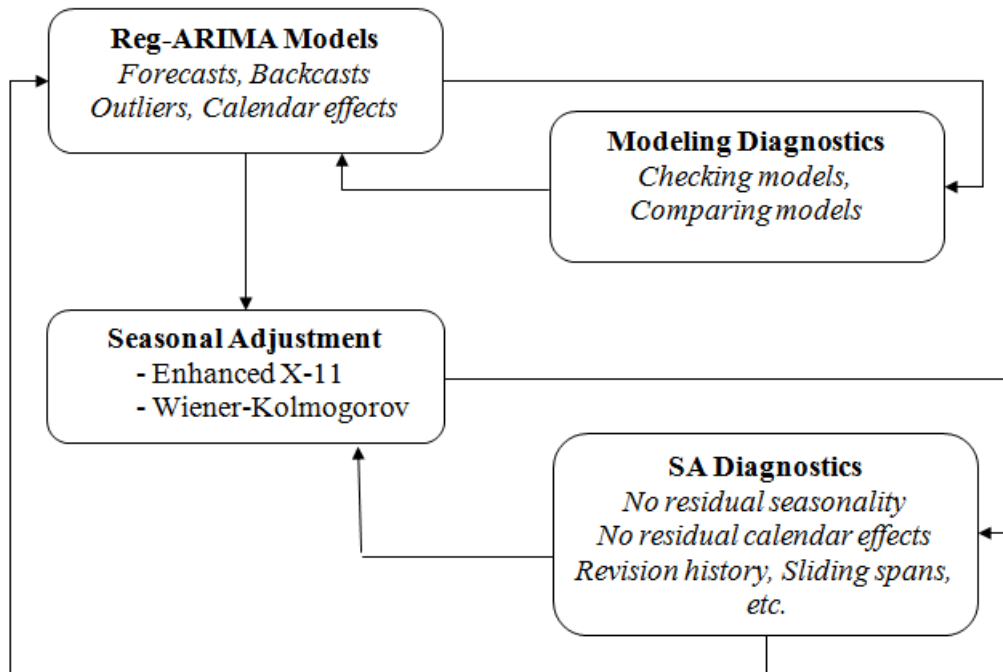 Reg-ARIMA Models
Forecasts, Backcasts
Outliers, Calendar effects
Modeling Diagnostics
Checking models,
Comparing models
Seasonal Adjustment
- Enhanced X-11
- Wiener-Kolmogorov
SA Diagnostics
No residual seasonality
No residual calendar effects
Revision history, Sliding spans,
etc.